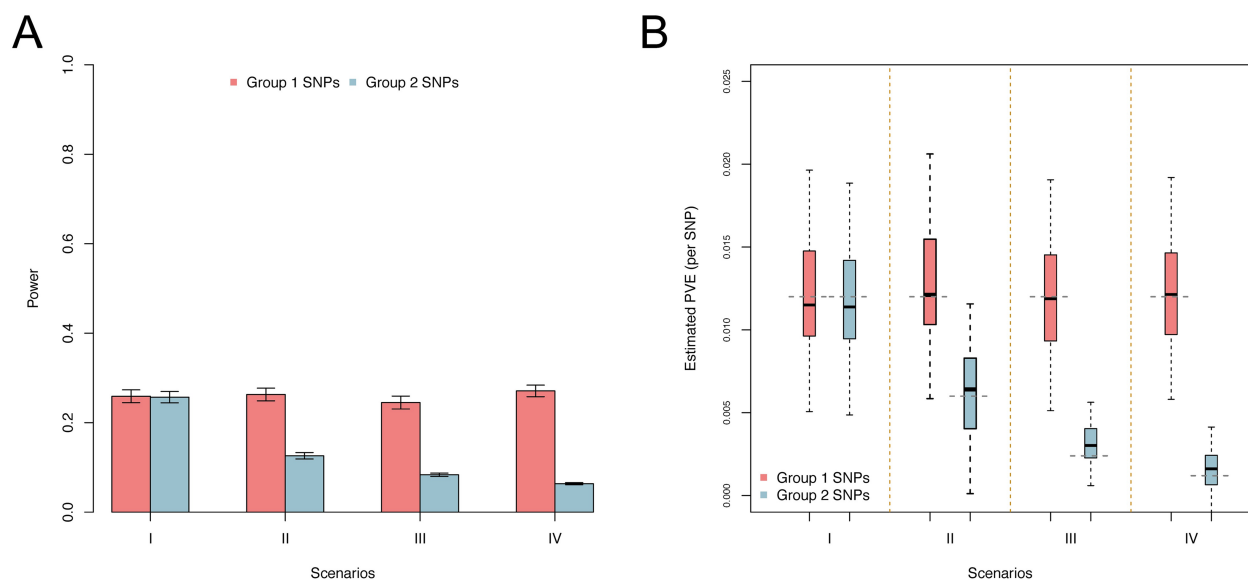 A
B
Group 1 SNPs Group 2 SNPs
Power
0.0 0.2 0.4 0.6 0.8 1.0
I II III IV
Scenarios
Estimated PVE (per SNP)
0.000 0.005 0.010 0.015 0.020 0.025
Group 1 SNPs
Group 2 SNPs
I II III IV
Scenarios